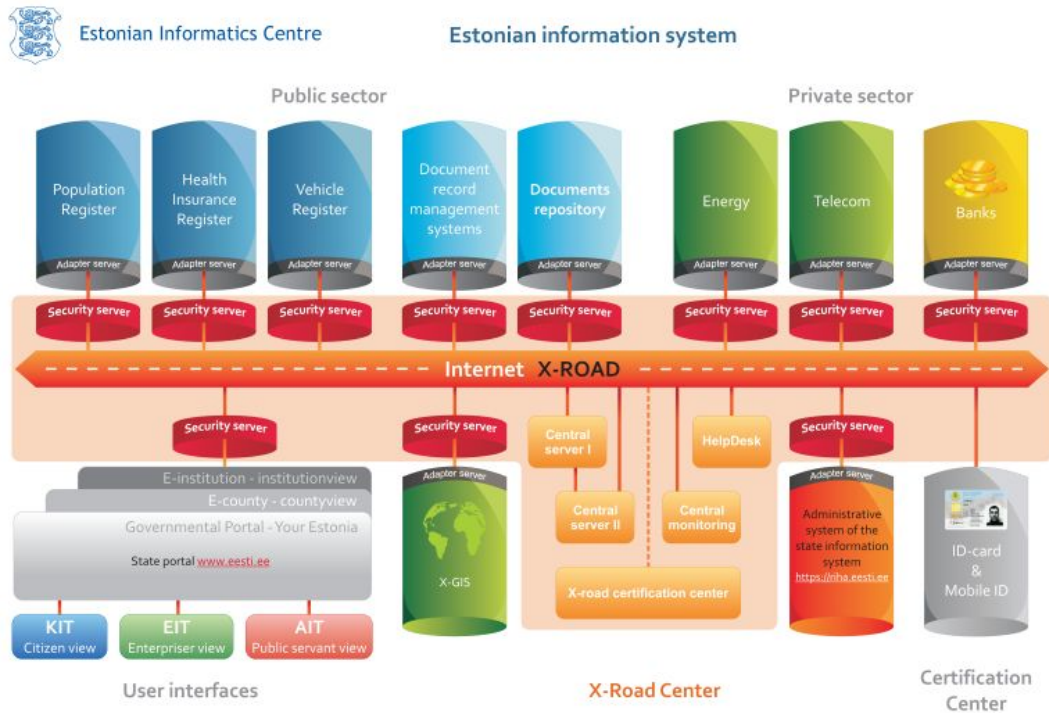 Estonian Informatics Centre
Estonian information system
Public sector
Private sector
Population
Register
Health
Insurance
Register
Vehicle
Register
Document
record
management
systems
Documents
repository
Energy
Telecom
Banks
Adapter server
Adapter server
Adapter server
Adapter server
Adapter server
Adapter server
Adapter server
Adapter server
Security server
Security server
Security server
Security server
Security server
Security server
Security server
Security server
Internet X-ROAD
Security server
Security server
Central
server I
HelpDesk
Security server
E-institution - institutionview
E-county - countyview
Governmental Portal - Your Estonia
State portal www.eesti.ee
Adapter server
X-GIS
Central
server II
Central
monitoring
X-road certification center
Adapter server
Administrative
system of the
state information
system
https://riha.eesti.ee
ID-card
&
Mobile ID
KIT
Citizen view
EIT
Enterpriser view
AIT
Public servant view
User interfaces
X-Road Center
Certification
Center